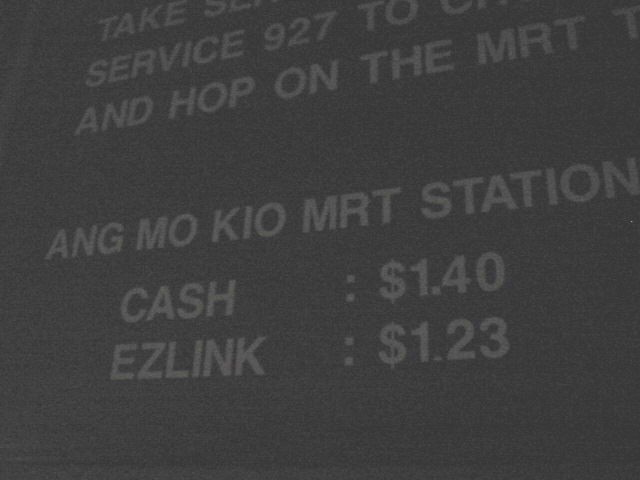 TAKE
SERVICE 927 TO
AND HOP ON THE MRT
ANG MO KIO MRT STATION
CASH : $1.40
EZLINK : $1.23